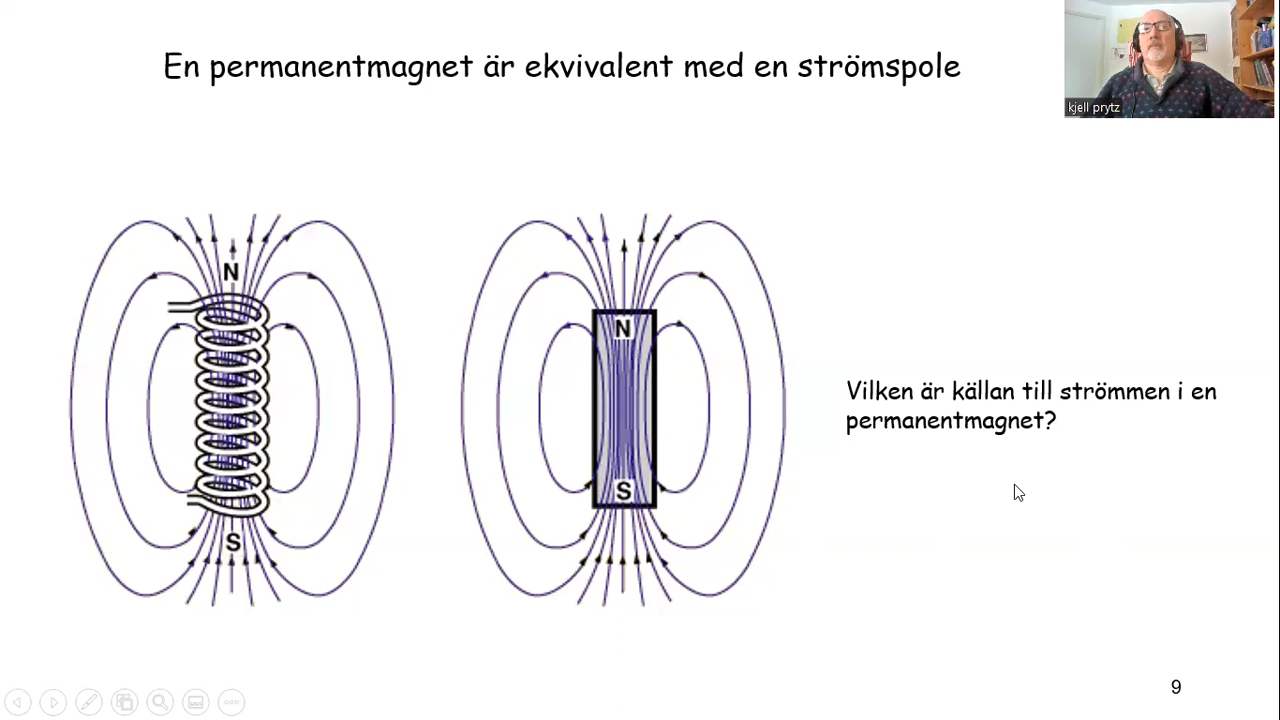 En permanentmagnet är ekvivalent med en strömspole
kjell prytz
N
N
S
S
Vilken är källan till strömmen i en
permanentmagnet?
9